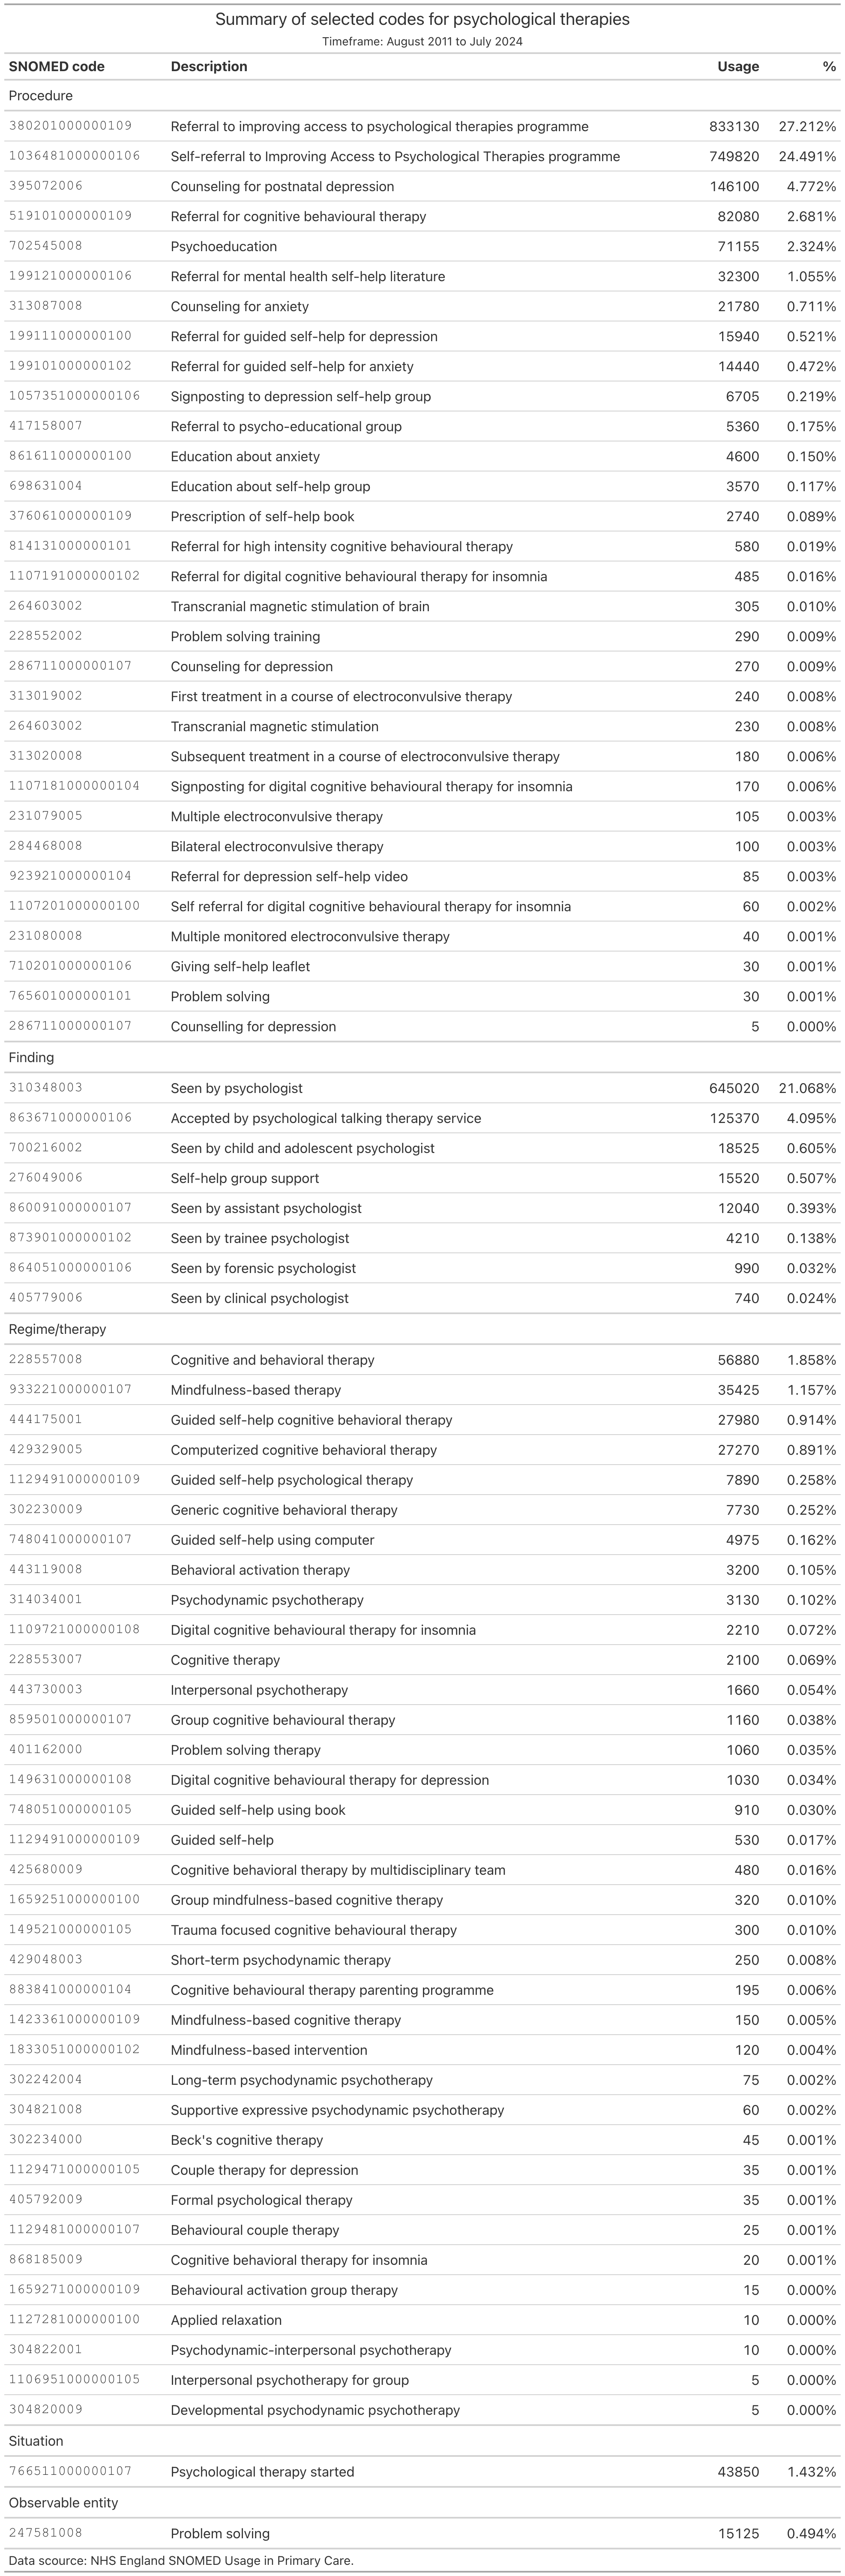 Summary of selected codes for psychological therapies
Timeframe: August 2011 to July 2024
SNOMED code Description Usage %
Procedure
380201000000109 Referral to improving access to psychological therapies programme 833130 27.212%
1036481000000106 Self-referral to Improving Access to Psychological Therapies programme 749820 24.491%
395072006 Counseling for postnatal depression 146100 4.772%
519101000000109 Referral for cognitive behavioural therapy 82080 2.681%
702545008 Psychoeducation 71155 2.324%
199121000000106 Referral for mental health self-help literature 32300 1.055%
313087008 Counseling for anxiety 21780 0.711%
199111000000100 Referral for guided self-help for depression 15940 0.521%
199101000000102 Referral for guided self-help for anxiety 14440 0.472%
1057351000000106 Signposting to depression self-help group 6705 0.219%
417158007 Referral to psycho-educational group 5360 0.175%
861611000000100 Education about anxiety 4600 0.150%
698631004 Education about self-help group 3570 0.117%
376061000000109 Prescription of self-help book 2740 0.089%
814131000000101 Referral for high intensity cognitive behavioural therapy 580 0.019%
1107191000000102 Referral for digital cognitive behavioural therapy for insomnia 485 0.016%
264603002 Transcranial magnetic stimulation of brain 305 0.010%
228552002 Problem solving training 290 0.009%
286711000000107 Counseling for depression 270 0.009%
313019002 First treatment in a course of electroconvulsive therapy 240 0.008%
264603002 Transcranial magnetic stimulation 230 0.008%
313020008 Subsequent treatment in a course of electroconvulsive therapy 180 0.006%
1107181000000104 Signposting for digital cognitive behavioural therapy for insomnia 170 0.006%
231079005 Multiple electroconvulsive therapy 105 0.003%
284468008 Bilateral electroconvulsive therapy 100 0.003%
923921000000104 Referral for depression self-help video 85 0.003%
1107201000000100 Self referral for digital cognitive behavioural therapy for insomnia 60 0.002%
231080008 Multiple monitored electroconvulsive therapy 40 0.001%
710201000000106 Giving self-help leaflet 30 0.001%
765601000000101 Problem solving 30 0.001%
286711000000107 Counselling for depression 5 0.000%
Finding
310348003 Seen by psychologist 645020 21.068%
863671000000106 Accepted by psychological talking therapy service 125370 4.095%
700216002 Seen by child and adolescent psychologist 18525 0.605%
276049006 Self-help group support 15520 0.507%
860091000000107 Seen by assistant psychologist 12040 0.393%
873901000000102 Seen by trainee psychologist 4210 0.138%
864051000000106 Seen by forensic psychologist 990 0.032%
405779006 Seen by clinical psychologist 740 0.024%
Regime/therapy
228557008 Cognitive and behavioral therapy 56880 1.858%
933221000000107 Mindfulness-based therapy 35425 1.157%
444175001 Guided self-help cognitive behavioral therapy 27980 0.914%
429329005 Computerized cognitive behavioral therapy 27270 0.891%
1129491000000109 Guided self-help psychological therapy 7890 0.258%
302230009 Generic cognitive behavioral therapy 7730 0.252%
748041000000107 Guided self-help using computer 4975 0.162%
443119008 Behavioral activation therapy 3200 0.105%
314034001 Psychodynamic psychotherapy 3130 0.102%
1109721000000108 Digital cognitive behavioural therapy for insomnia 2210 0.072%
228553007 Cognitive therapy 2100 0.069%
443730003 Interpersonal psychotherapy 1660 0.054%
859501000000107 Group cognitive behavioural therapy 1160 0.038%
401162000 Problem solving therapy 1060 0.035%
149631000000108 Digital cognitive behavioural therapy for depression 1030 0.034%
748051000000105 Guided self-help using book 910 0.030%
1129491000000109 Guided self-help 530 0.017%
425680009 Cognitive behavioral therapy by multidisciplinary team 480 0.016%
1659251000000100 Group mindfulness-based cognitive therapy 320 0.010%
149521000000105 Trauma focused cognitive behavioural therapy 300 0.010%
429048003 Short-term psychodynamic therapy 250 0.008%
883841000000104 Cognitive behavioural therapy parenting programme 195 0.006%
1423361000000109 Mindfulness-based cognitive therapy 150 0.005%
1833051000000102 Mindfulness-based intervention 120 0.004%
302242004 Long-term psychodynamic psychotherapy 75 0.002%
304821008 Supportive expressive psychodynamic psychotherapy 60 0.002%
302234000 Beck's cognitive therapy 45 0.001%
1129471000000105 Couple therapy for depression 35 0.001%
405792009 Formal psychological therapy 35 0.001%
1129481000000107 Behavioural couple therapy 25 0.001%
868185009 Cognitive behavioral therapy for insomnia 20 0.001%
1659271000000109 Behavioural activation group therapy 15 0.000%
1127281000000100 Applied relaxation 10 0.000%
304822001 Psychodynamic-interpersonal psychotherapy 10 0.000%
1106951000000105 Interpersonal psychotherapy for group 5 0.000%
304820009 Developmental psychodynamic psychotherapy 5 0.000%
Situation
766511000000107 Psychological therapy started 43850 1.432%
Observable entity
247581008 Problem solving 15125 0.494%
Data scource: NHS England SNOMED Usage in Primary Care.